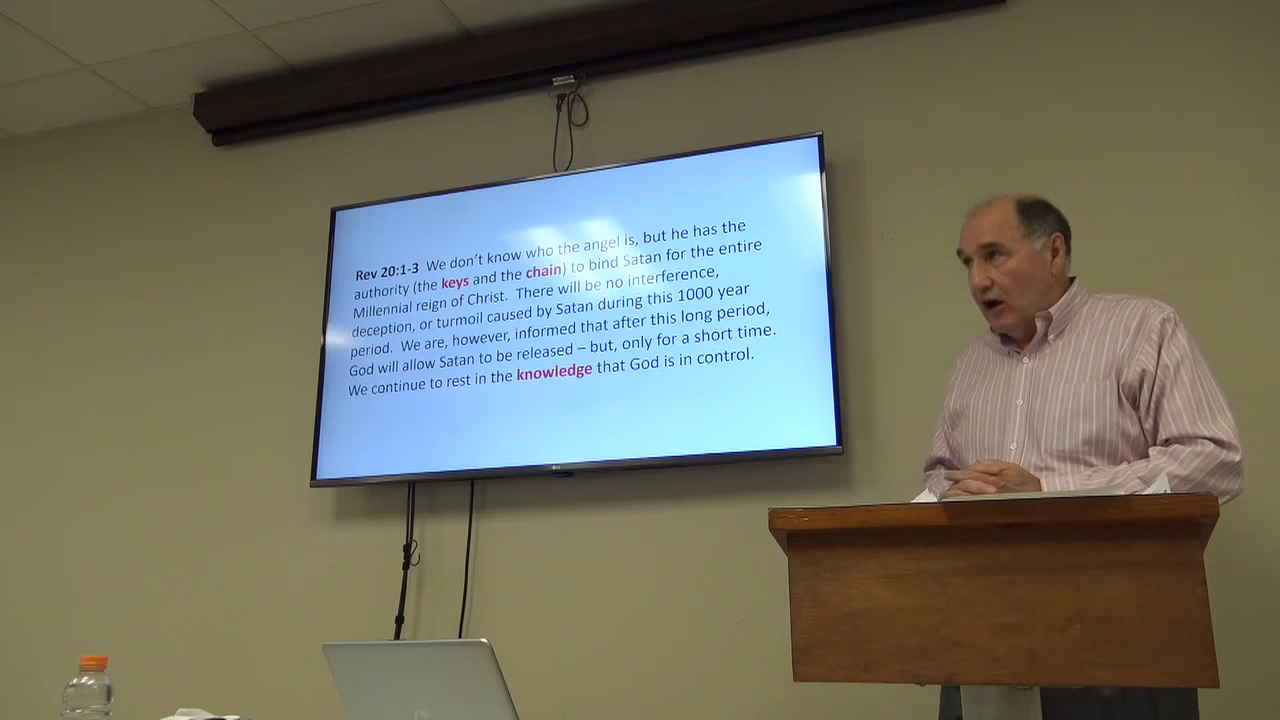 Rev 20:1-3 We don't know who the angel is, but he has the
authority (the keys and the chain) to bind Satan for the entire
Millennial reign of Christ. There will be no interference,
deception, or turmoil caused by Satan during this 1000 year
period. We are, however, informed that after this long period,
God will allow Satan to be released – but, only for a short time.
We continue to rest in the knowledge that God is in control.
LG